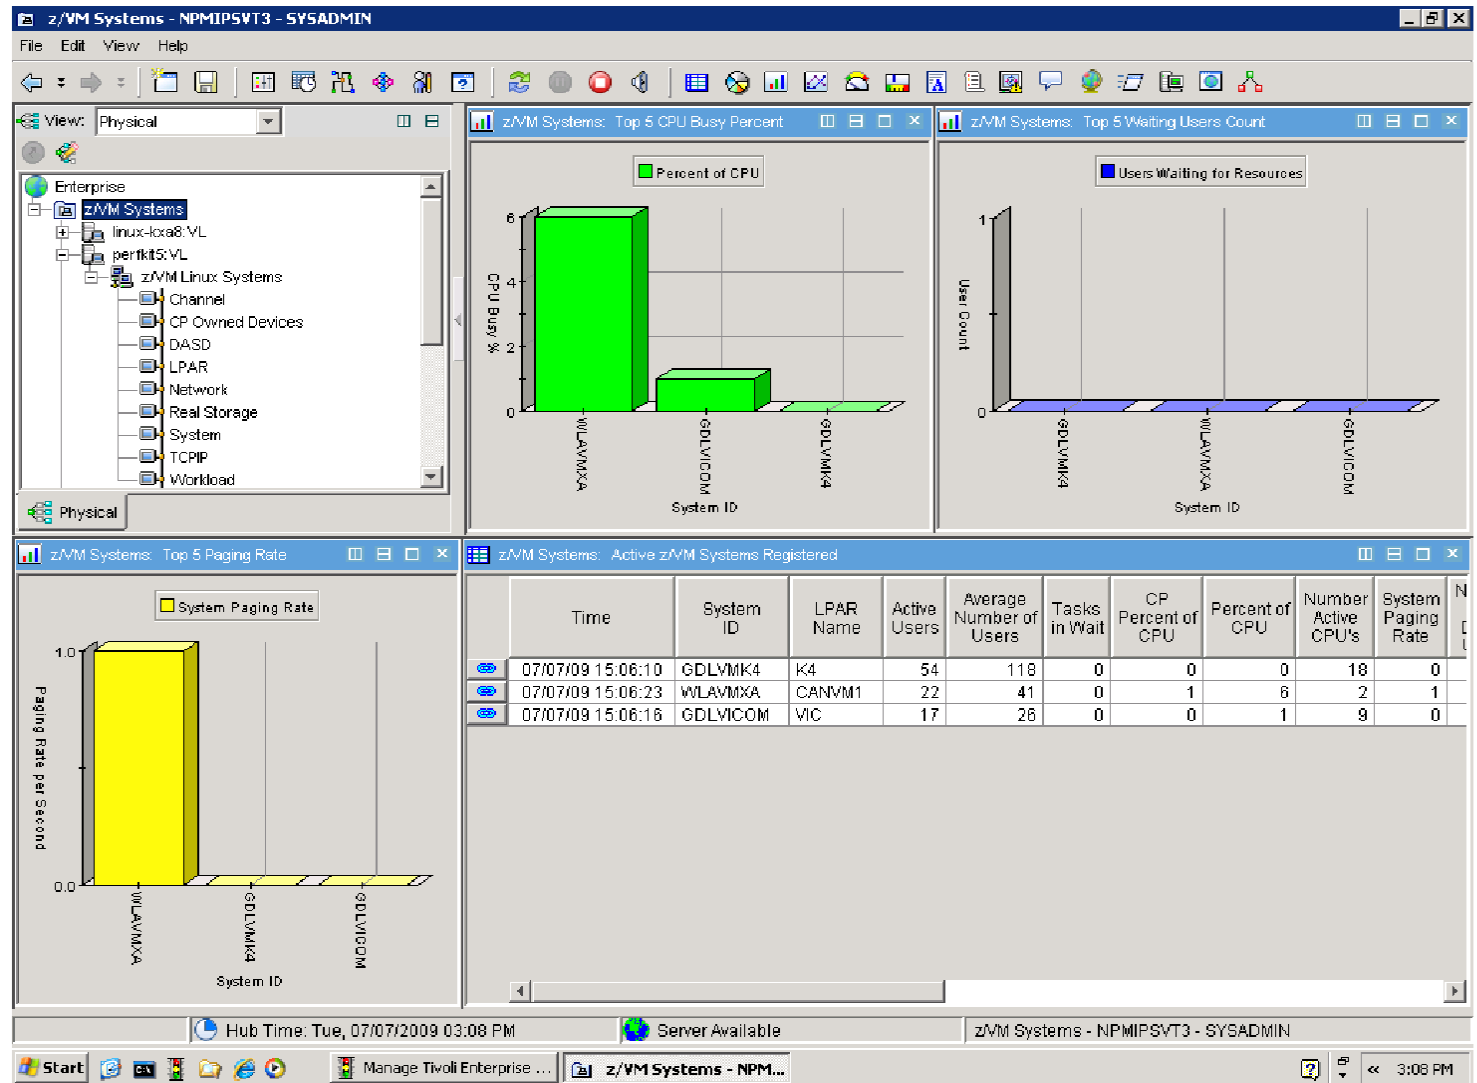 z/VM Systems - NPMIPSVT3 - SYSADMIN
File Edit View Help
View: Physical
Enterprise
z/VM Systems
linux-kxa8:VL
perfkit5:VL
z/VM Linux Systems
Channel
CP Owned Devices
DASD
LPAR
Network
Real Storage
System
TCPIP
Workload
Physical
z/VM Systems: Top 5 CPU Busy Percent
Percent of CPU
6
4
2
0
CPU Busy %
WLAVMXA
GDLVICOM
GDLVMK4
System ID
z/VM Systems: Top 5 Waiting Users Count
Users Waiting for Resources
1
0
User Count
GDLVMK4
WLAVMXA
GDLVICOM
System ID
z/VM Systems: Top 5 Paging Rate
System Paging Rate
1.0
0.0
Paging Rate per Second
WLAVMXA
GDLVMK4
GDLVICOM
System ID
z/VM Systems: Active z/VM Systems Registered
Time System ID LPAR Name Active Users Average Number of Users Tasks in Wait CP Percent of CPU Percent of CPU Number Active CPU's System Paging Rate
07/07/09 15:06:10 GDLVMK4 K4 54 118 0 0 0 18 0
07/07/09 15:06:23 WLAVMXA CANVM1 22 41 0 1 6 2 1
07/07/09 15:06:16 GDLVICOM VIC 17 26 0 0 1 9 0
Hub Time: Tue, 07/07/2009 03:08 PM
Server Available
z/VM Systems - NPMIPSVT3 - SYSADMIN
Start
Manage Tivoli Enterprise ...
z/VM Systems - NPM...
« 3:08 PM